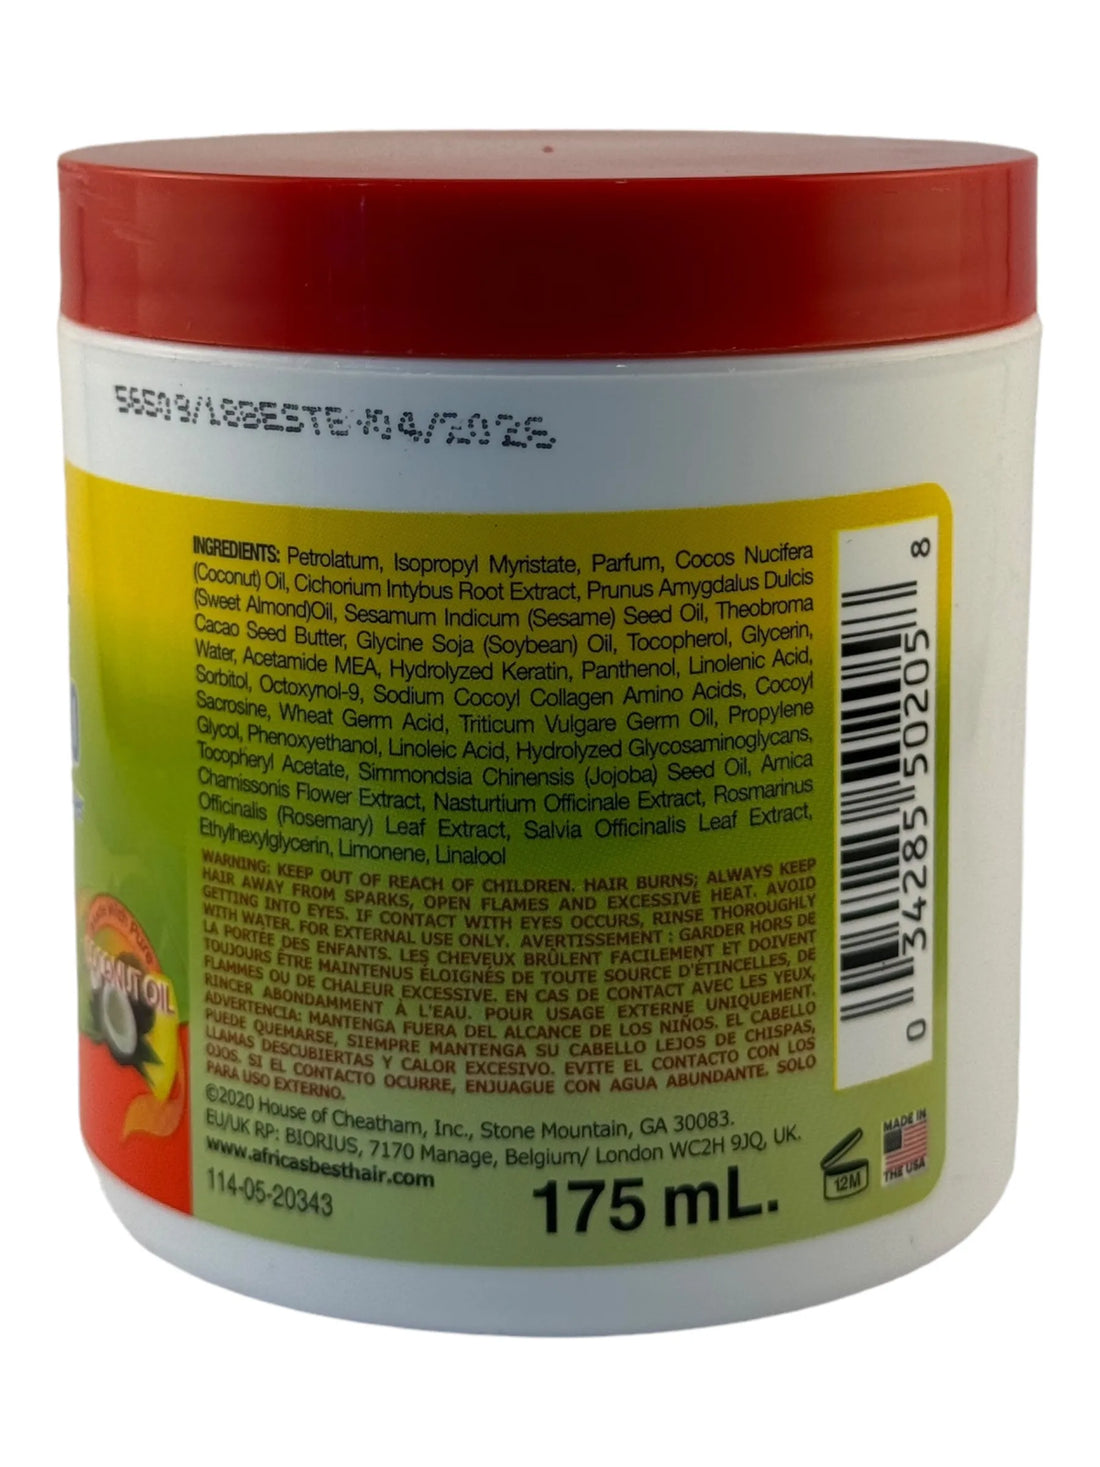 INGREDIENTS: Petrolatum, Isopropyl Myristate, Parfum, Cocos Nucifera
(Coconut) Oil, Cichorium Intybus Root Extract, Prunus Amygdalus Dulcis
(Sweet Almond)Oil, Sesamum Indicum (Sesame) Seed Oil, Theobroma
Cacao Seed Butter, Glycine Soja (Soybean) Oil, Tocopherol, Glycerin,
Water, Acetamide MEA, Hydrolyzed Keratin, Panthenol, Linolenic Acid,
Sorbitol, Octoxynol-9, Sodium Cocoyl Collagen Amino Acids, Cocoyl
Sacrosine, Wheat Germ Acid, Triticum Vulgare Germ Oil, Propylene
Glycol, Phenoxyethanol, Linoleic Acid, Hydrolyzed Glycosaminoglycans,
Tocopheryl Acetate, Simmondsia Chinensis (Jojoba) Seed Oil, Arnica
Chamissonis Flower Extract, Nasturtium Officinale Extract, Rosmarinus
Officinalis (Rosemary) Leaf Extract, Salvia Officinalis Leaf Extract,
Ethylhexylglycerin, Limonene, Linalool
WARNING: KEEP OUT OF REACH OF CHILDREN. HAIR BURNS; ALWAYS KEEP
HAIR AWAY FROM SPARKS, OPEN FLAMES AND EXCESSIVE HEAT. AVOID
GETTING INTO EYES. IF CONTACT WITH EYES OCCURS, RINSE THOROUGHLY
WITH WATER. FOR EXTERNAL USE ONLY. AVERTISSEMENT : GARDER HORS DE
LA PORTÉE DES ENFANTS. LES CHEVEUX BRÛLENT FACILEMENT ET DOIVENT
TOUJOURS ÊTRE MAINTENUS ÉLOIGNÉS DE TOUTE SOURCE D'ÉTINCELLES, DE
FLAMMES OU DE CHALEUR EXCESSIVE. EN CAS DE CONTACT AVEC LES YEUX,
RINCER ABONDAMMENT À L'EAU. POUR USAGE EXTERNE UNIQUEMENT.
ADVERTENCIA: MANTENGA FUERA DEL ALCANCE DE LOS NIÑOS. EL CABELLO
PUEDE QUEMARSE, SIEMPRE MANTENGA SU CABELLO LEJOS DE CHISPAS,
LLAMAS DESCUBIERTAS Y CALOR EXCESIVO. EVITE EL CONTACTO CON LOS
OJOS. SI EL CONTACTO OCURRE, ENJUAGUE CON AGUA ABUNDANTE. SOLO
PARA USO EXTERNO.
©2020 House of Cheatham, Inc., Stone Mountain, GA 30083.
EU/UK RP: BIORIUS, 7170 Manage, Belgium/ London WC2H 9JQ, UK.
www.africasbesthair.com
114-05-20343
175 mL.
12M
MADE IN
THE USA
0 34285 50205 8
With Pure
COCONUT OIL